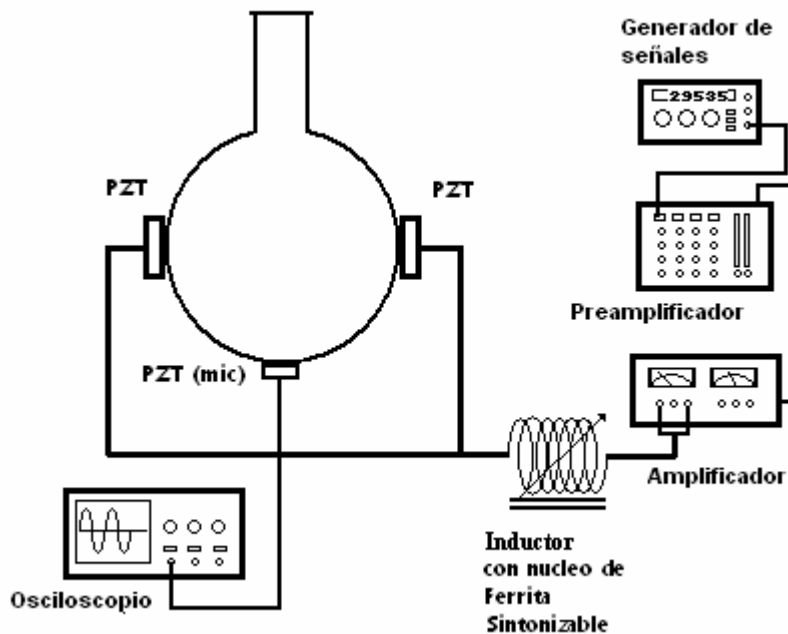 Generador de
señales
29535
PZT
PZT
Preamplificador
PZT (mic)
Amplificador
Inductor
con nucleo de
Ferrita
Sintonizable
Osciloscopio